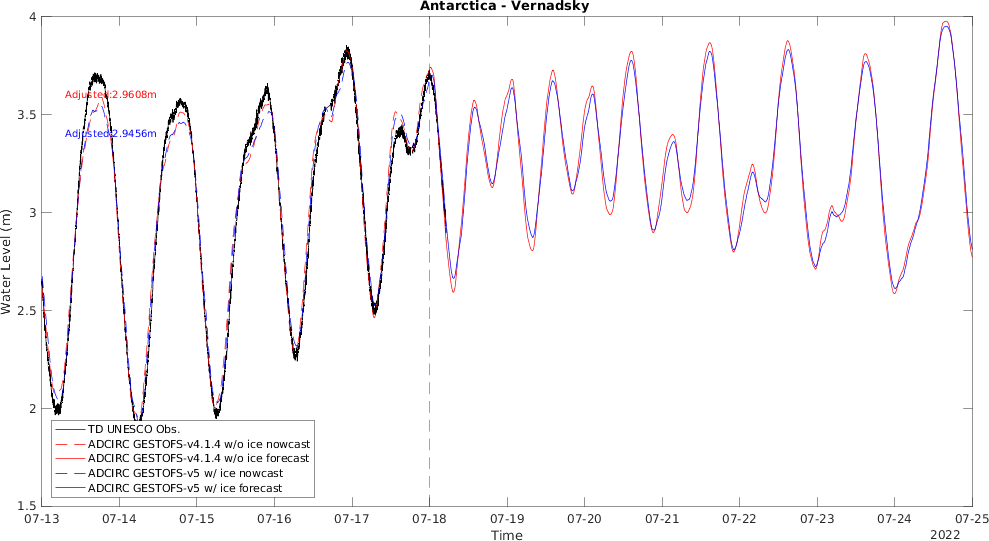 Antarctica - Vernadsky
4
3.5
3
2.5
2
1.5
Water Level (m)
Adjusted:2.9608m
Adjusted:2.9456m
TD UNESCO Obs.
ADCIRC GESTOFS-v4.1.4 w/o ice nowcast
ADCIRC GESTOFS-v4.1.4 w/o ice forecast
ADCIRC GESTOFS-v5 w/ ice nowcast
ADCIRC GESTOFS-v5 w/ ice forecast
07-13 07-14 07-15 07-16 07-17 07-18 07-19 07-20 07-21 07-22 07-23 07-24 07-25
Time
2022